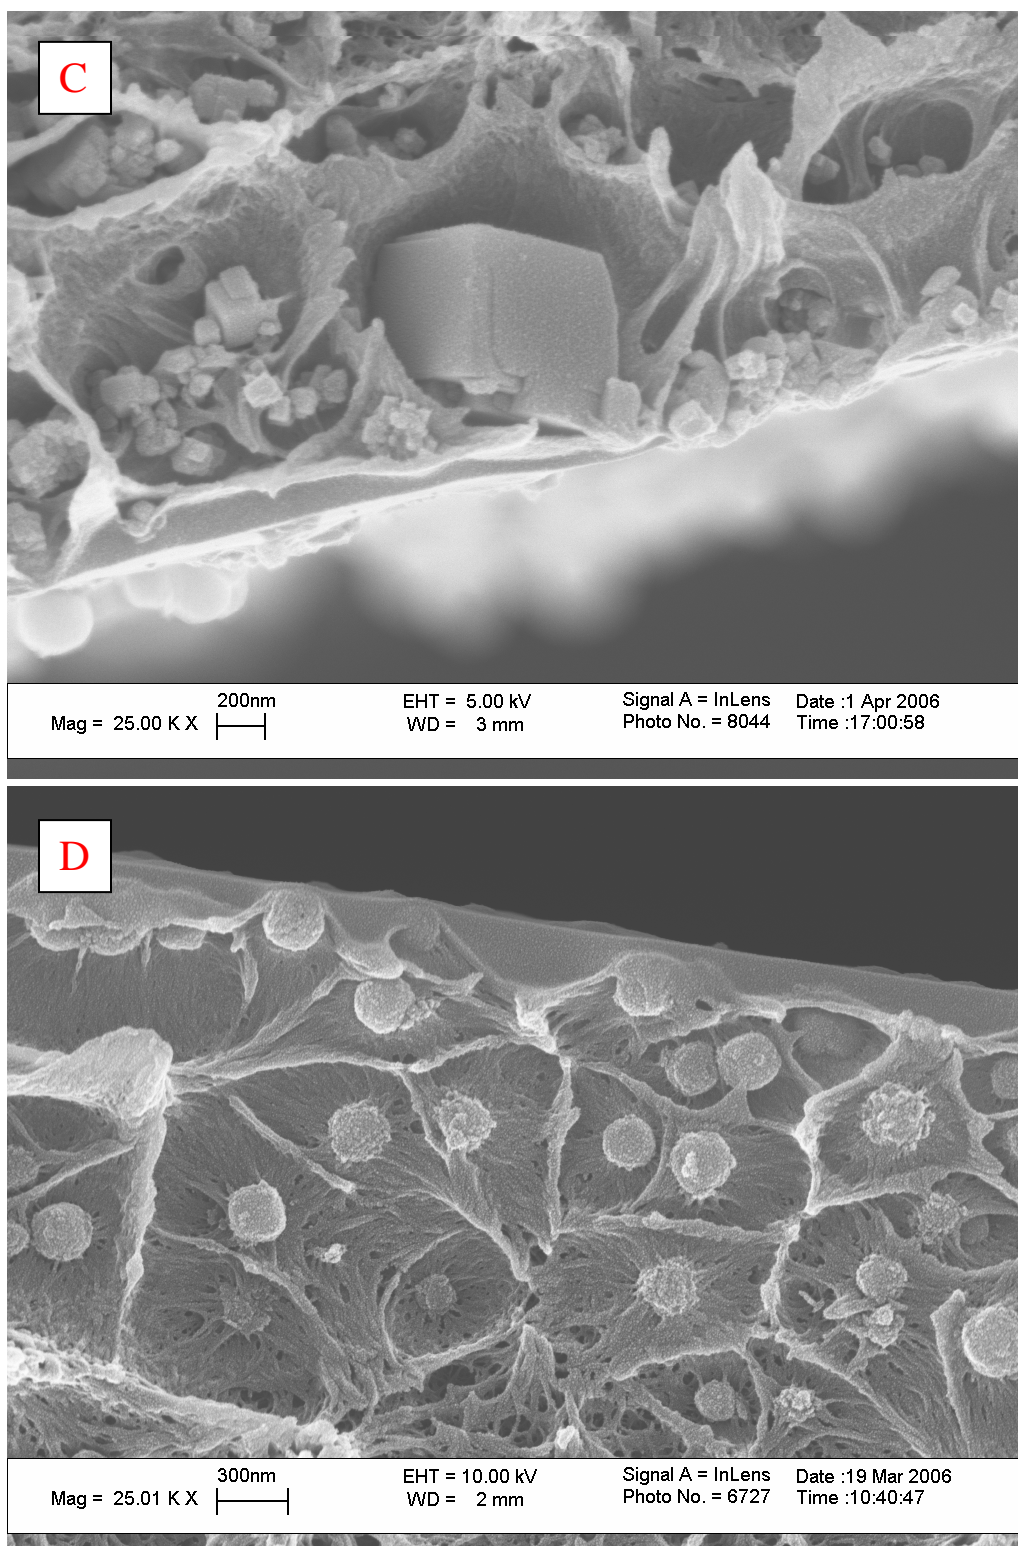 C
200nm
Mag = 25.00 K X
EHT = 5.00 kV
WD = 3 mm
Signal A = InLens
Photo No. = 8044
Date :1 Apr 2006
Time :17:00:58
D
300nm
Mag = 25.01 K X
EHT = 10.00 kV
WD = 2 mm
Signal A = InLens
Photo No. = 6727
Date :19 Mar 2006
Time :10:40:47